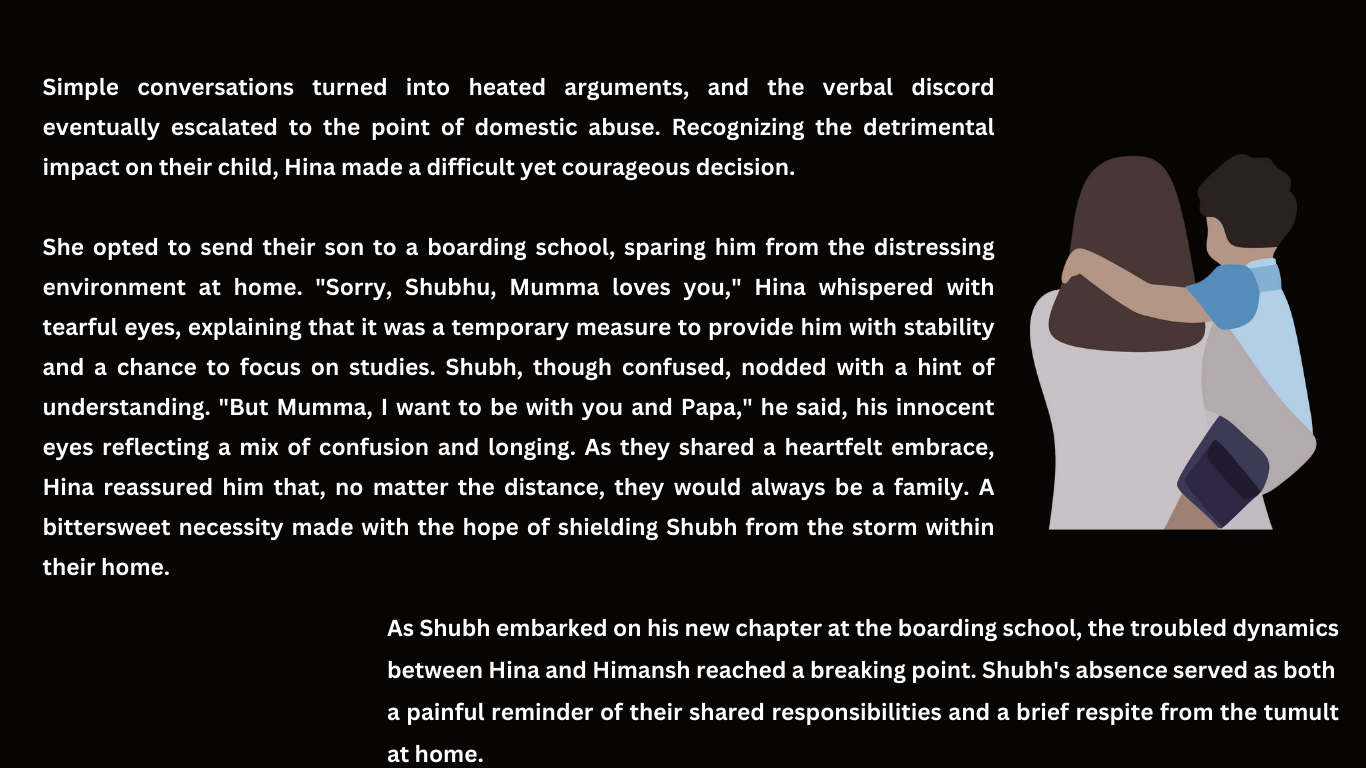 Simple conversations turned into heated arguments, and the verbal discord
eventually escalated to the point of domestic abuse. Recognizing the detrimental
impact on their child, Hina made a difficult yet courageous decision.
She opted to send their son to a boarding school, sparing him from the distressing
environment at home. "Sorry, Shubhu, Mumma loves you," Hina whispered with
tearful eyes, explaining that it was a temporary measure to provide him with stability
and a chance to focus on studies. Shubh, though confused, nodded with a hint of
understanding. "But Mumma, I want to be with you and Papa," he said, his innocent
eyes reflecting a mix of confusion and longing. As they shared a heartfelt embrace,
Hina reassured him that, no matter the distance, they would always be a family. A
bittersweet necessity made with the hope of shielding Shubh from the storm within
their home.
As Shubh embarked on his new chapter at the boarding school, the troubled dynamics
between Hina and Himansh reached a breaking point. Shubh's absence served as both
a painful reminder of their shared responsibilities and a brief respite from the tumult
at home.